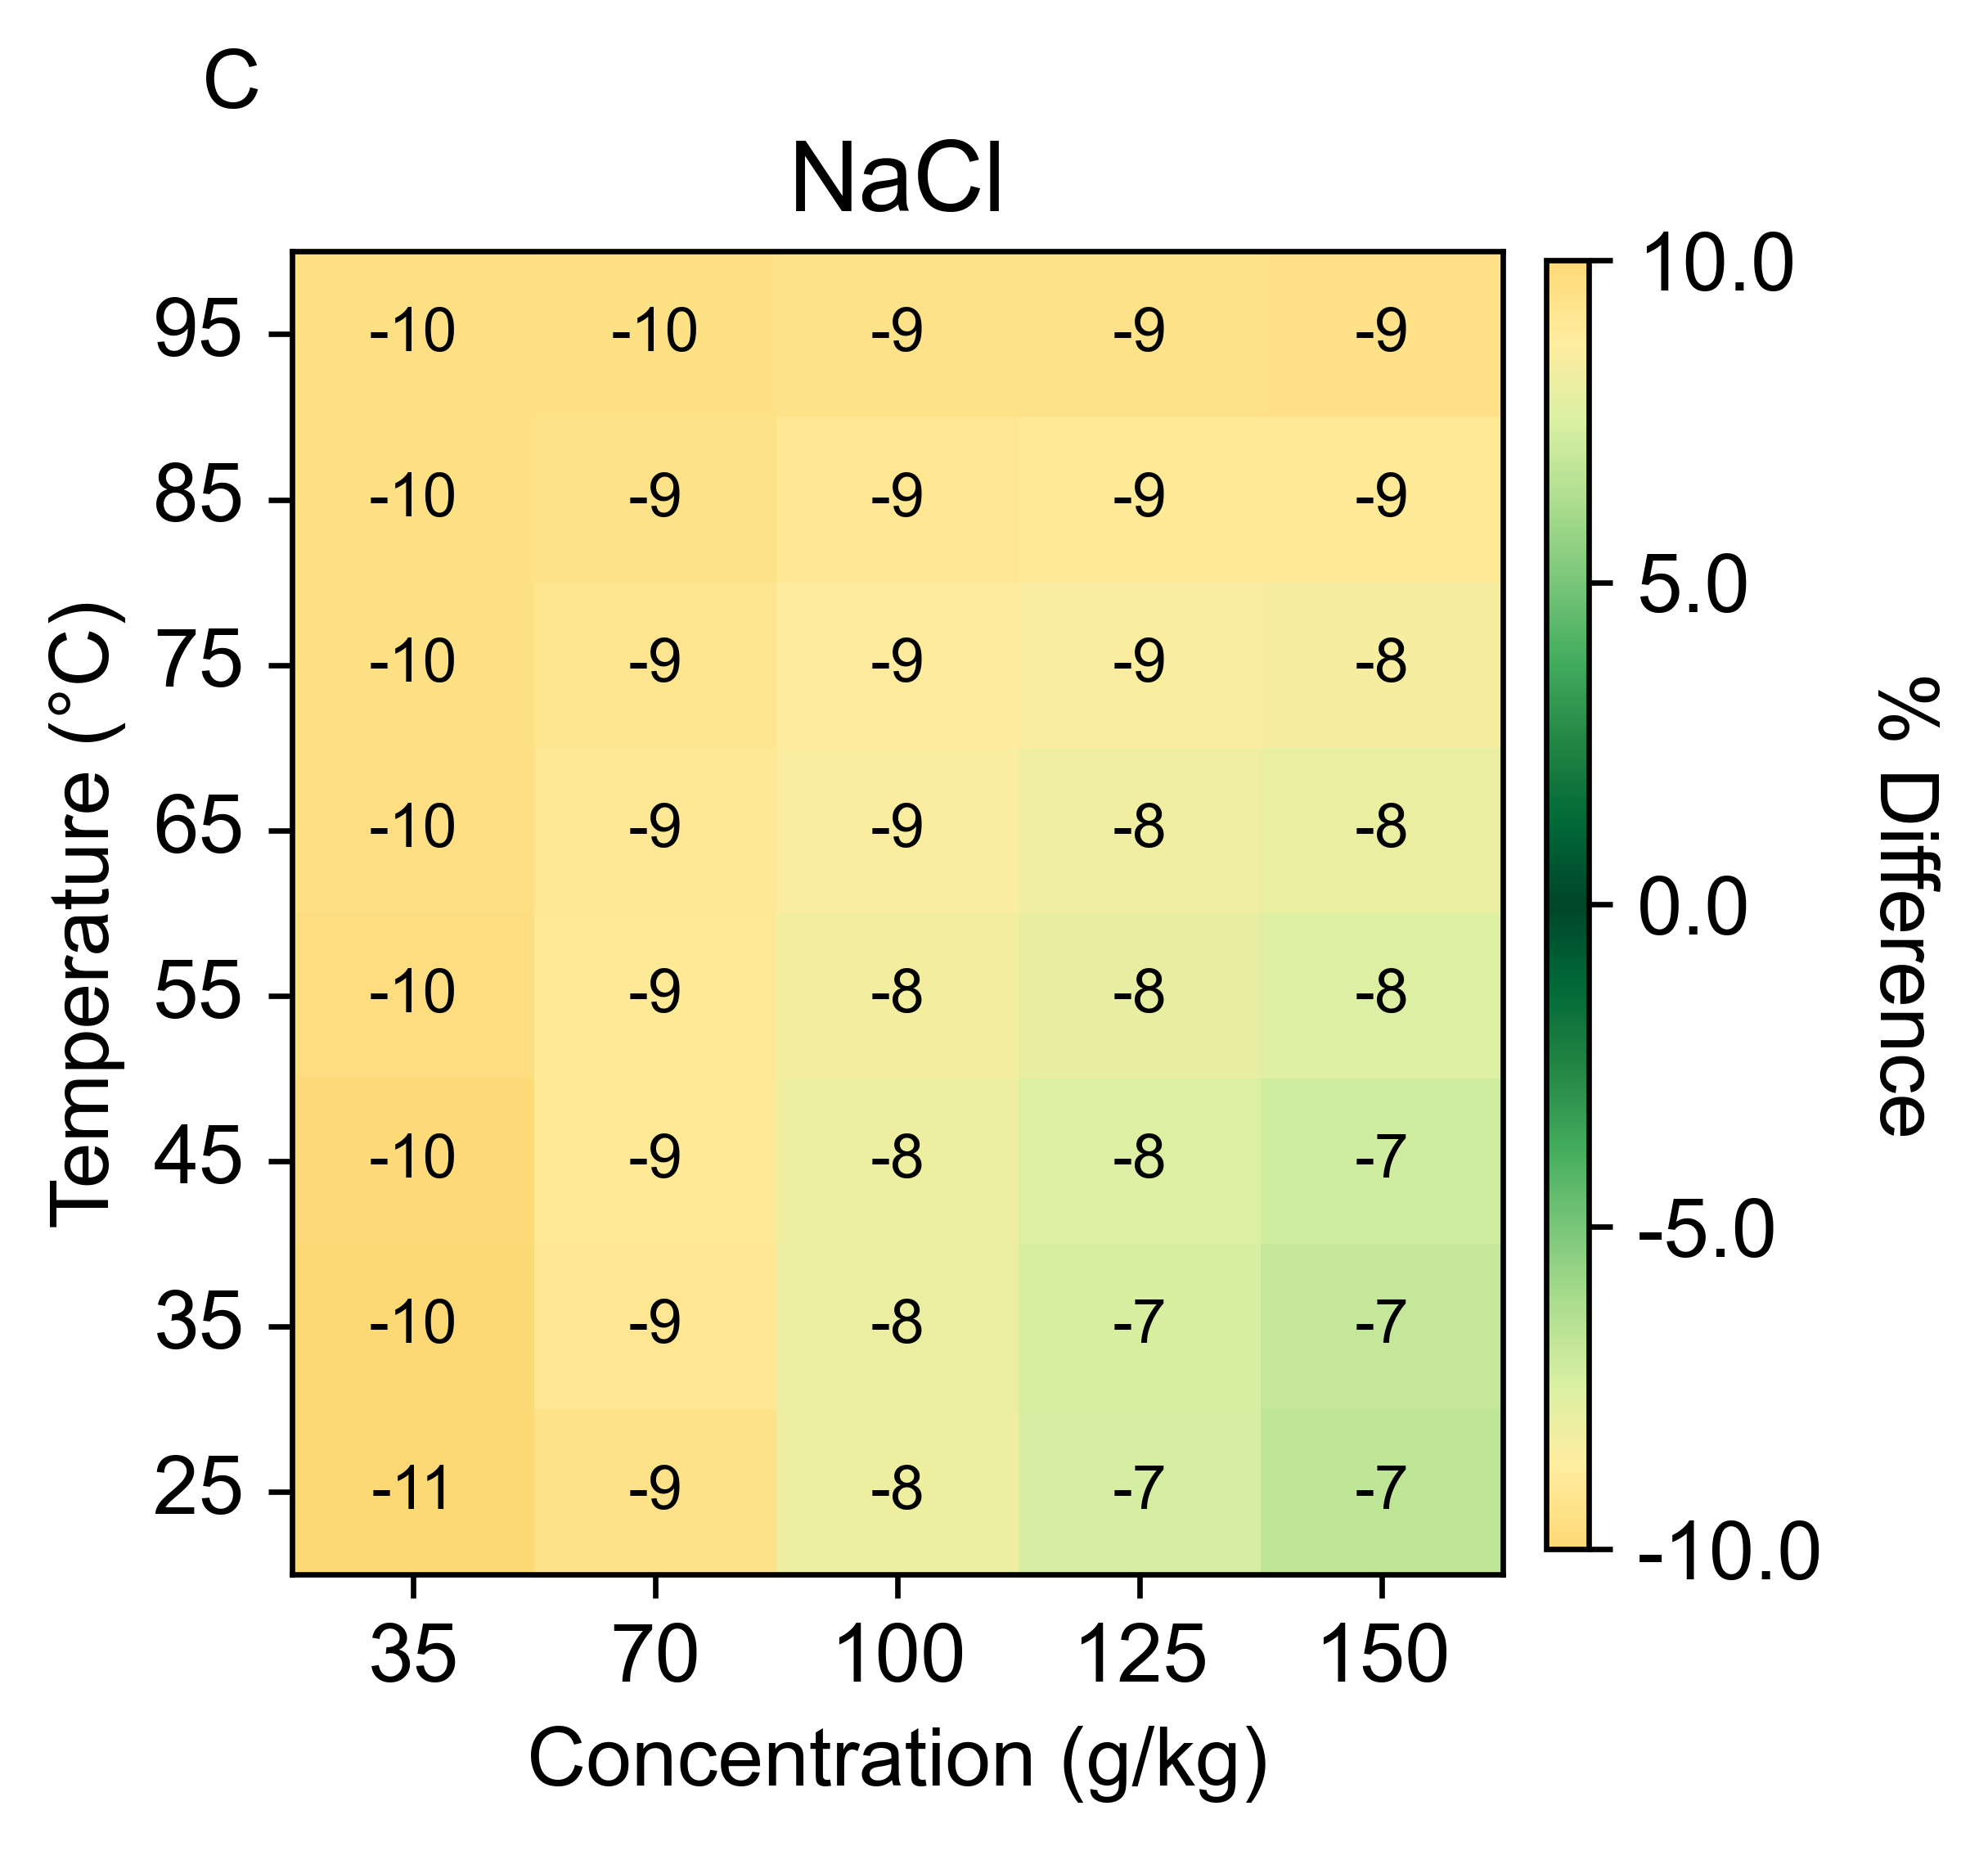 C
NaCl
95 -10 -10 -9 -9 -9
85 -10 -9 -9 -9 -9
75 -10 -9 -9 -9 -8
65 -10 -9 -9 -8 -8
55 -10 -9 -8 -8 -8
45 -10 -9 -8 -8 -7
35 -10 -9 -8 -7 -7
25 -11 -9 -8 -7 -7
35 70 100 125 150
Concentration (g/kg)
Temperature (°C)
10.0
5.0
0.0
-5.0
-10.0
% Difference